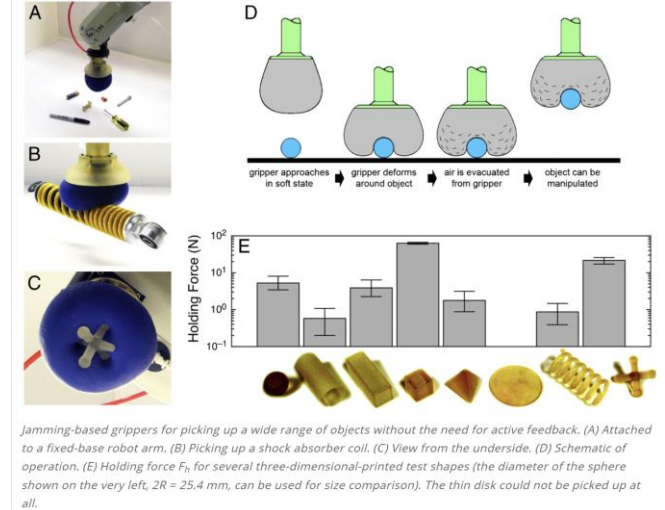 A
D
B
gripper approaches
in soft state
gripper deforms
around object
air is evacuated
from gripper
object can be
manipulated
C
E
Holding Force (N)
10²
10¹
10⁰
10⁻¹
Jamming-based grippers for picking up a wide range of objects without the need for active feedback. (A) Attached
to a fixed-base robot arm. (B) Picking up a shock absorber coil. (C) View from the underside. (D) Schematic of
operation. (E) Holding force Fₕ for several three-dimensional-printed test shapes (the diameter of the sphere
shown on the very left, 2R = 25.4 mm, can be used for size comparison). The thin disk could not be picked up at
all.